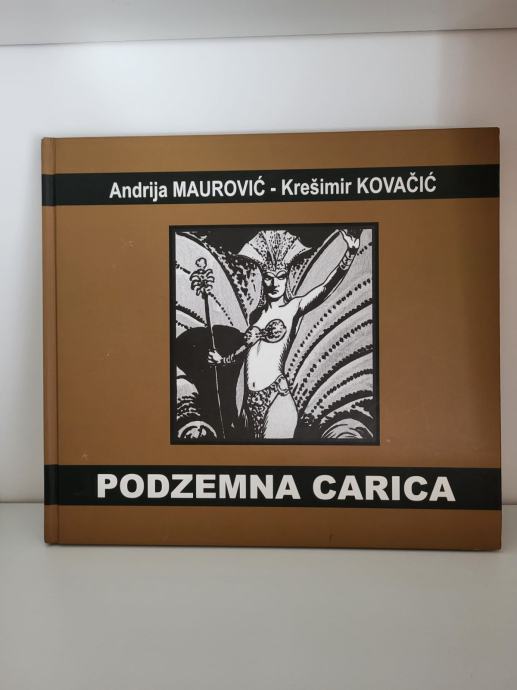 Andrija MAUROVIĆ - Krešimir KOVAČIĆ
PODZEMNA CARICA